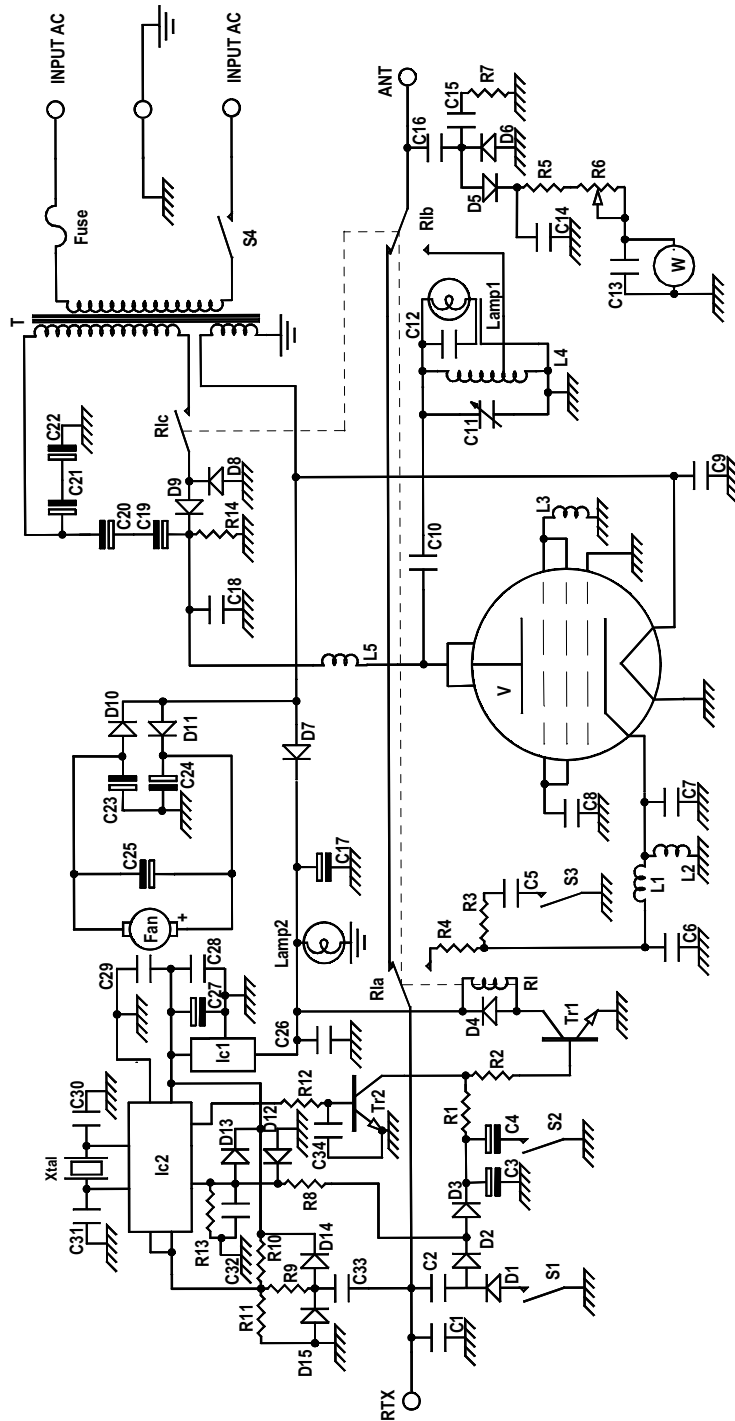 T
Xtal
C31
C30
C21
C22
Fuse
INPUT AC
Ic2
C29
C20
C19
D10
Fan
C25
C23
C24
D11
RIc
C28
C27
Ic1
D9
D8
R14
C18
S4
INPUT AC
R13
C32
D13
D12
R12
R11
R10
R9
D14
D15
R8
C34
Tr2
C26
Lamp2
C17
D7
C33
L5
RTX
RIa
RIb
ANT
C1
C2
D1
D2
D3
C3
C4
R1
R2
D4
RI
Tr1
S1
S2
R4
R3
C5
S3
C10
C11
C12
Lamp1
L4
C16
C15
R7
D6
D5
C14
R5
R6
C13
W
V
L3
C8
C6
L1
L2
C7
C9
+